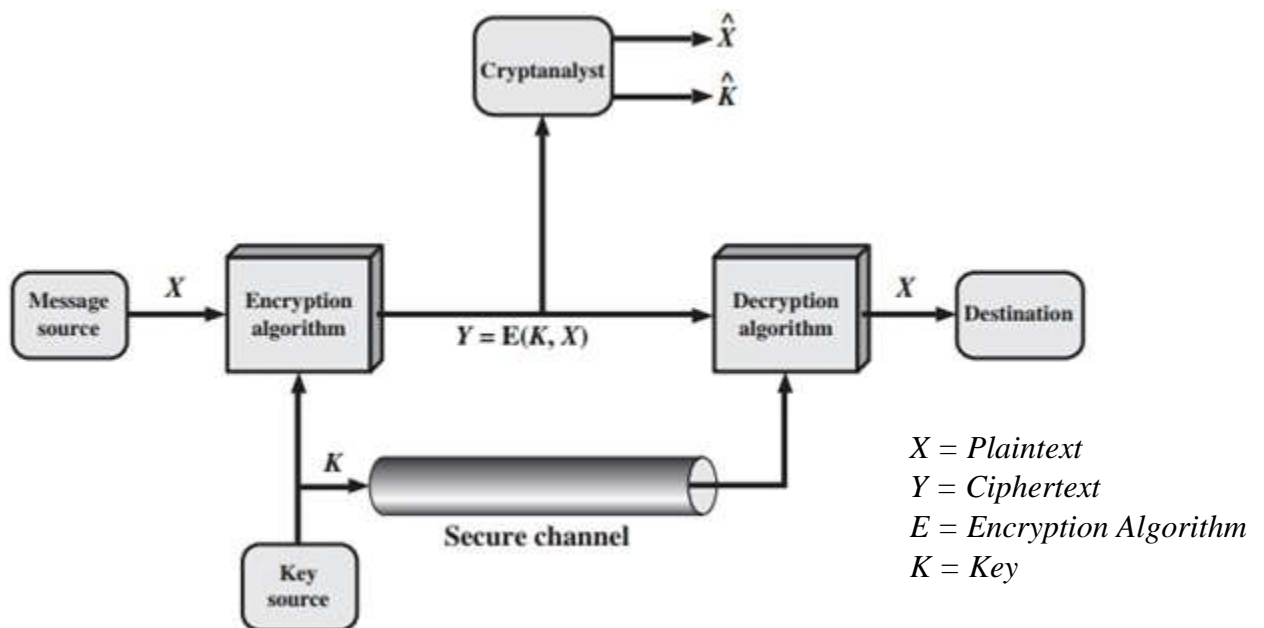 X̂
Cryptanalyst
K̂
Message
source
X
Encryption
algorithm
Y = E(K, X)
Decryption
algorithm
X
Destination
K
Secure channel
Key
source
X = Plaintext
Y = Ciphertext
E = Encryption Algorithm
K = Key